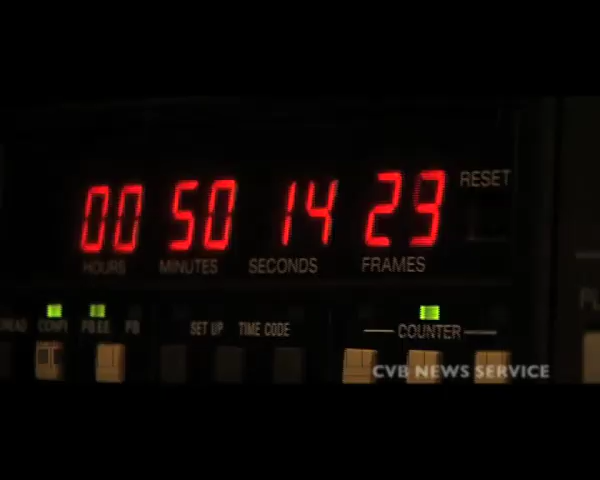 00 50 14 23
RESET
HOURS MINUTES SECONDS FRAMES
CONFI PB EE PB SET UP TIME CODE COUNTER
CVB NEWS SERVICE